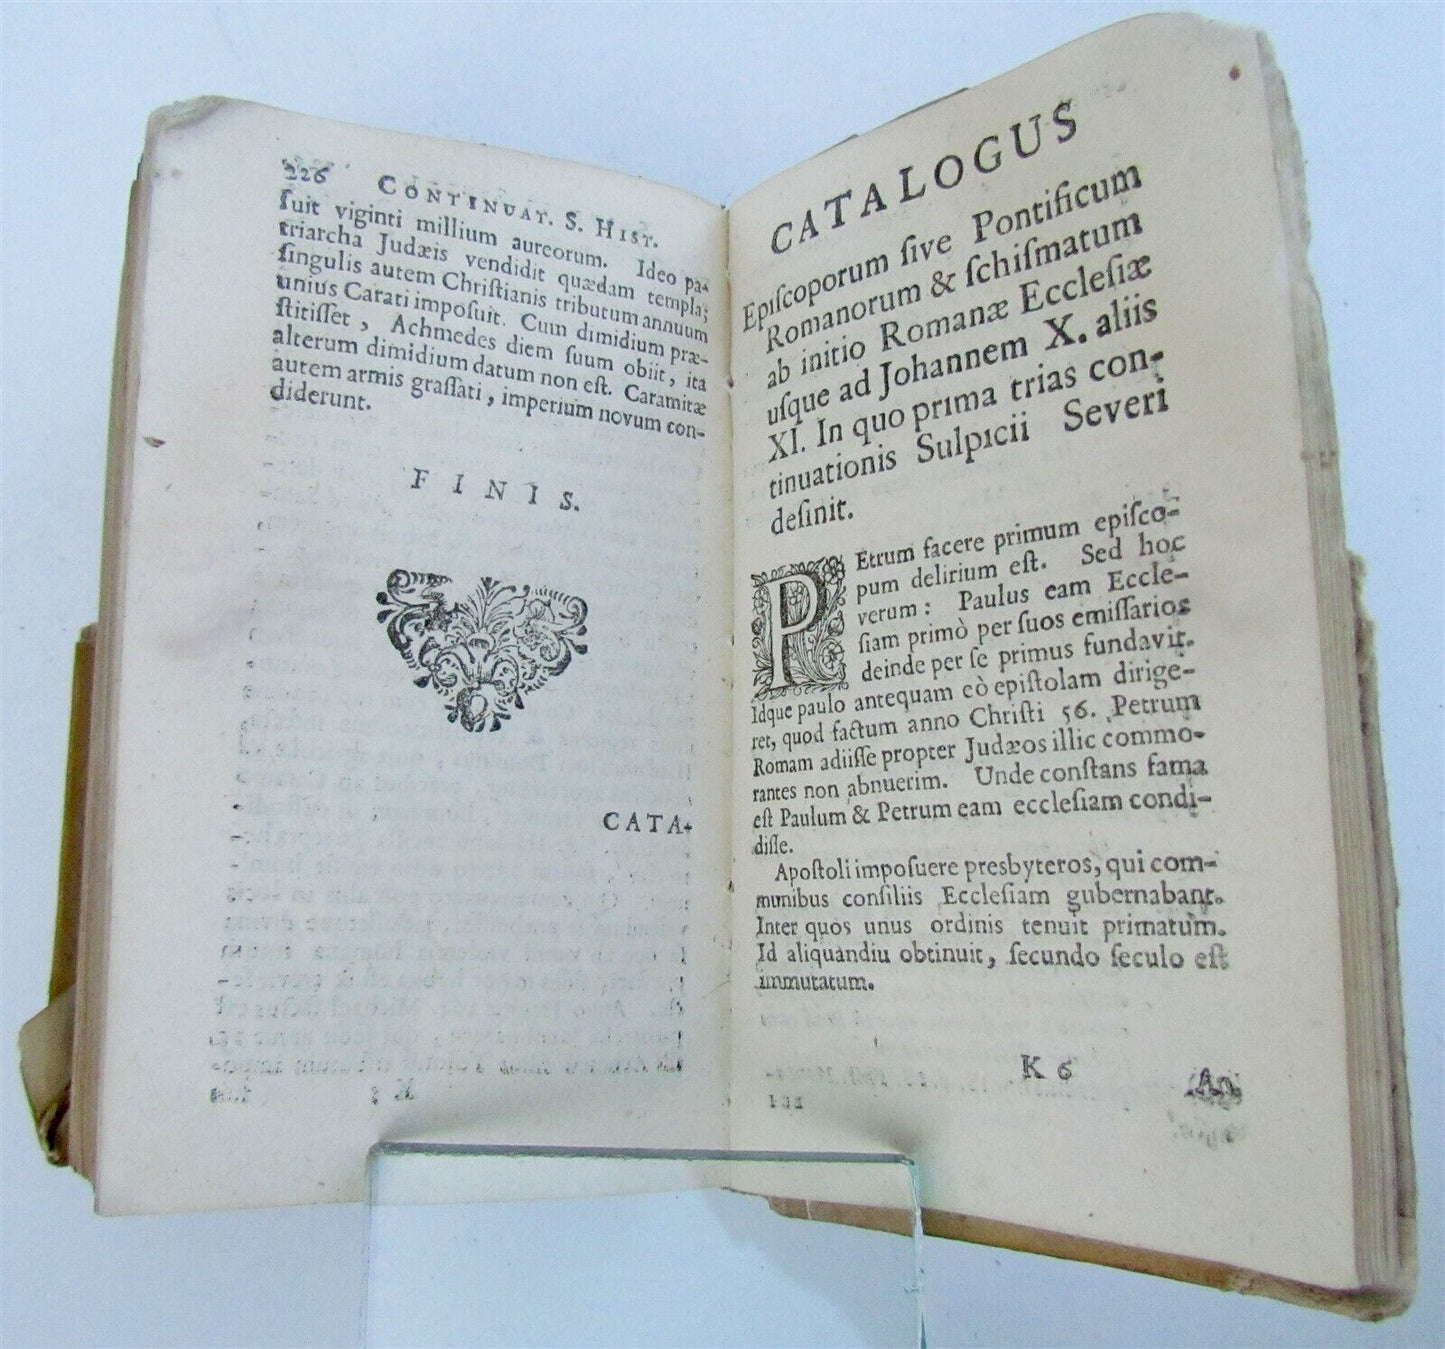 226 CONTINUAT. S. HIST.
ſuit viginti millium aureorum. Ideo pa-
triarcha Judæis vendidit quædam templa;
ſingulis autem Chriſtianis tributum annuum
unius Carati impoſuit. Cum dimidium præ-
ſtitiſſet, Achmedes diem ſuum obiit, ita
alterum dimidium datum non eſt. Caramitæ
autem armis graſſati, imperium novum con-
diderunt.
FINIS.
CATA-
CATALOGUS
Epiſcoporum ſive Pontificum
Romanorum & ſchiſmatum
ab initio Romanæ Eccleſiæ
uſque ad Johannem X. aliis
XI. In quo prima trias con-
tinuationis Sulpicii Severi
deſinit.
PEtrum facere primum epiſco-
pum delirium eſt. Sed hoc
verum: Paulus eam Eccle-
ſiam primò per ſuos emiſſarios
deinde per ſe primus fundavit.
Idque paulo antequam eò epiſtolam dirige-
ret, quod factum anno Chriſti 56. Petrum
Romam adiiſſe propter Judæos illic commo-
rantes non abnuerim. Unde conſtans fama
eſt Paulum & Petrum eam eccleſiam condi-
diſſe.
Apoſtoli impoſuere presbyteros, qui com-
munibus conſiliis Eccleſiam gubernabant.
Inter quos unus ordinis tenuit primatum.
Id aliquàndiu obtinuit, ſecundo ſeculo eſt
immutatum.
K 6
An